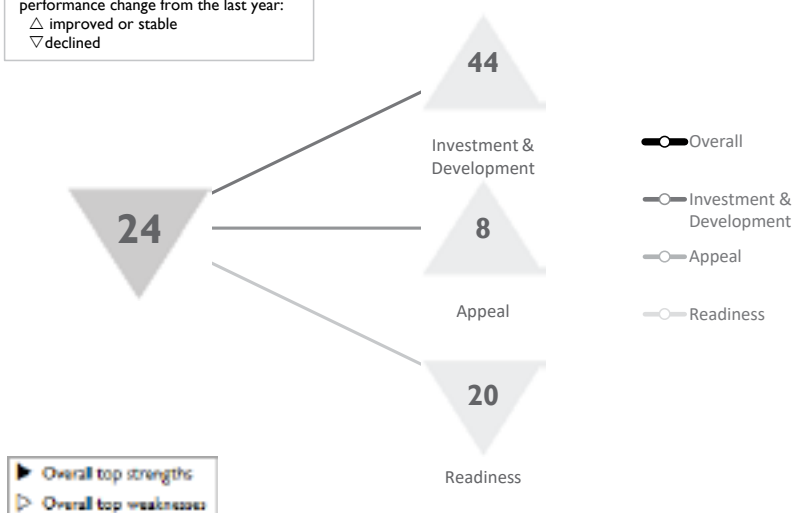 performance change from the last year:
△ improved or stable
▽ declined
44
Investment &
Development
24
8
Appeal
20
Readiness
Overall
Investment &
Development
Appeal
Readiness
▶ Overall top strengths
▷ Overall top weaknesses